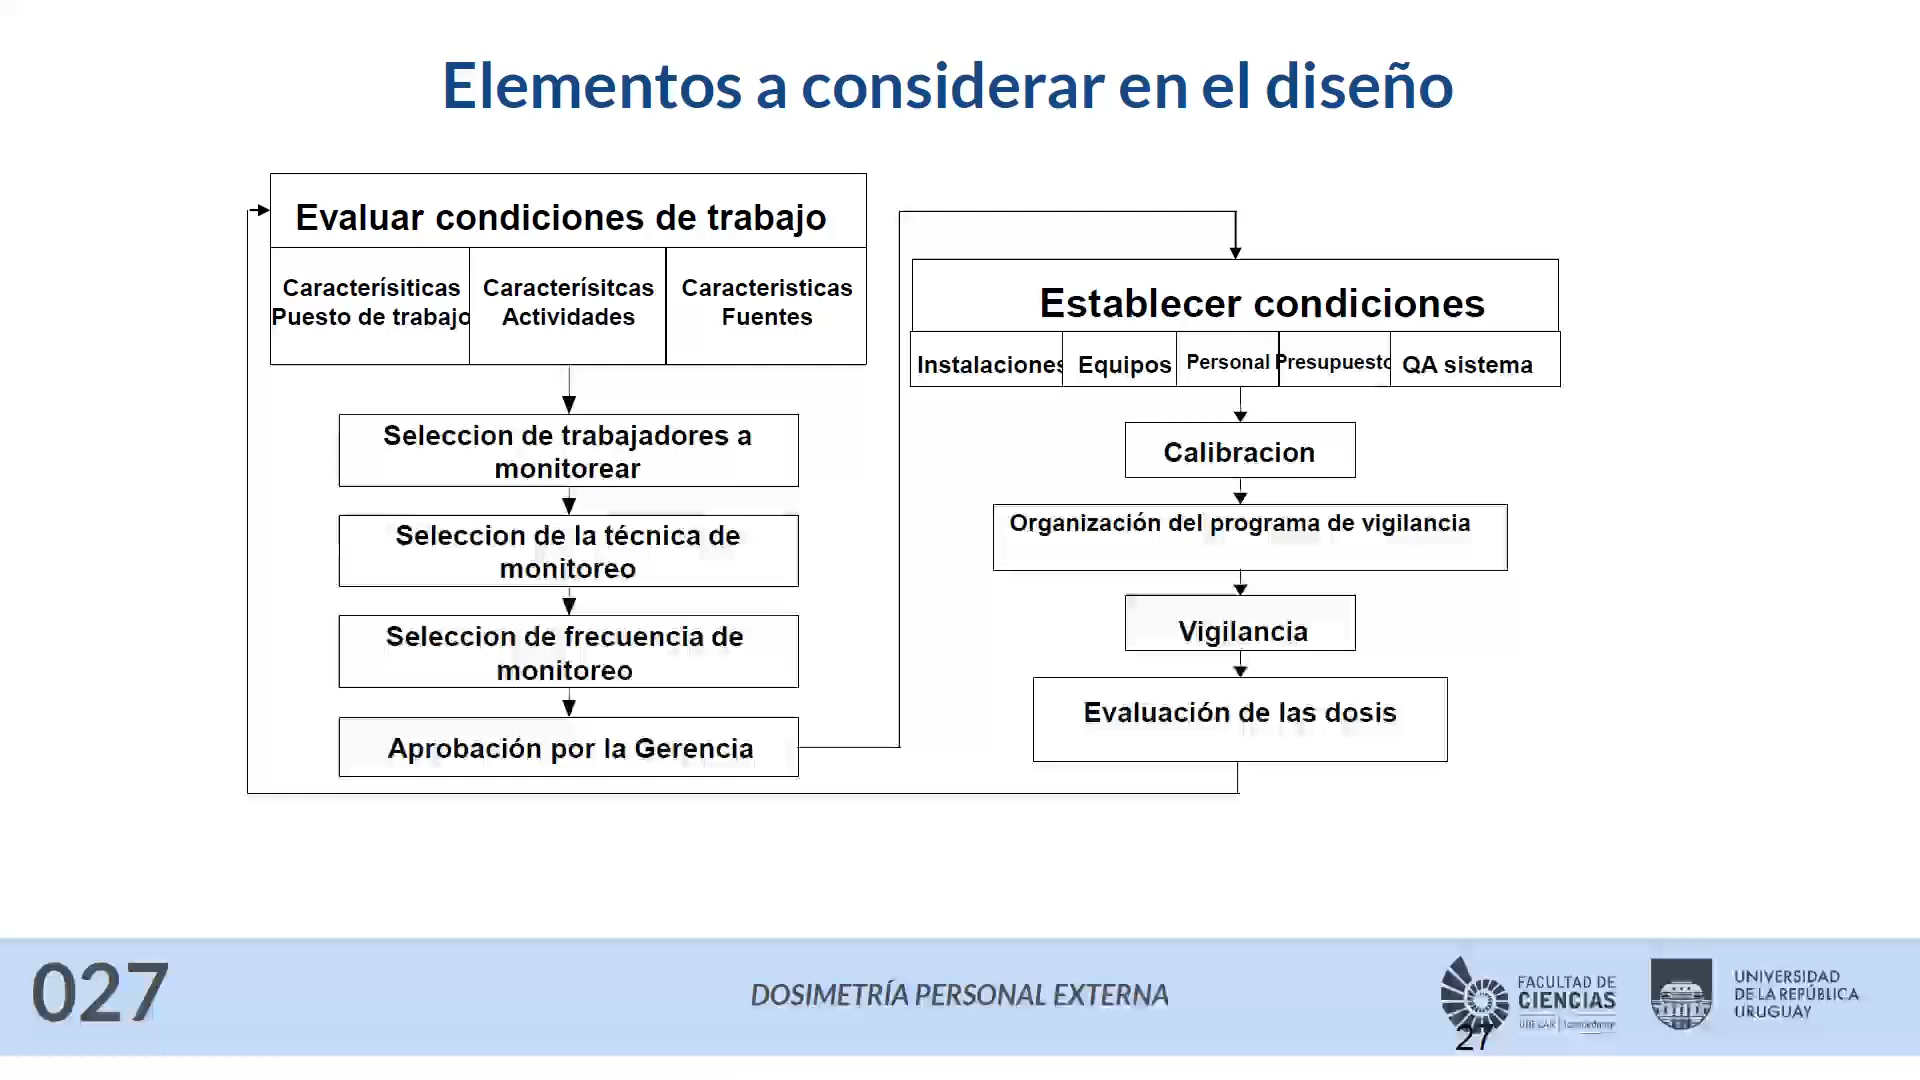 Elementos a considerar en el diseño
Evaluar condiciones de trabajo
Caracterísiticas
Puesto de trabajo
Caracterísitcas
Actividades
Caracteristicas
Fuentes
Seleccion de trabajadores a
monitorear
Seleccion de la técnica de
monitoreo
Seleccion de frecuencia de
monitoreo
Aprobación por la Gerencia
Establecer condiciones
Instalaciones
Equipos
Personal
Presupuesto
QA sistema
Calibracion
Organización del programa de vigilancia
Vigilancia
Evaluación de las dosis
027
DOSIMETRÍA PERSONAL EXTERNA
FACULTAD DE
CIENCIAS
27
UNIVERSIDAD
DE LA REPÚBLICA
URUGUAY